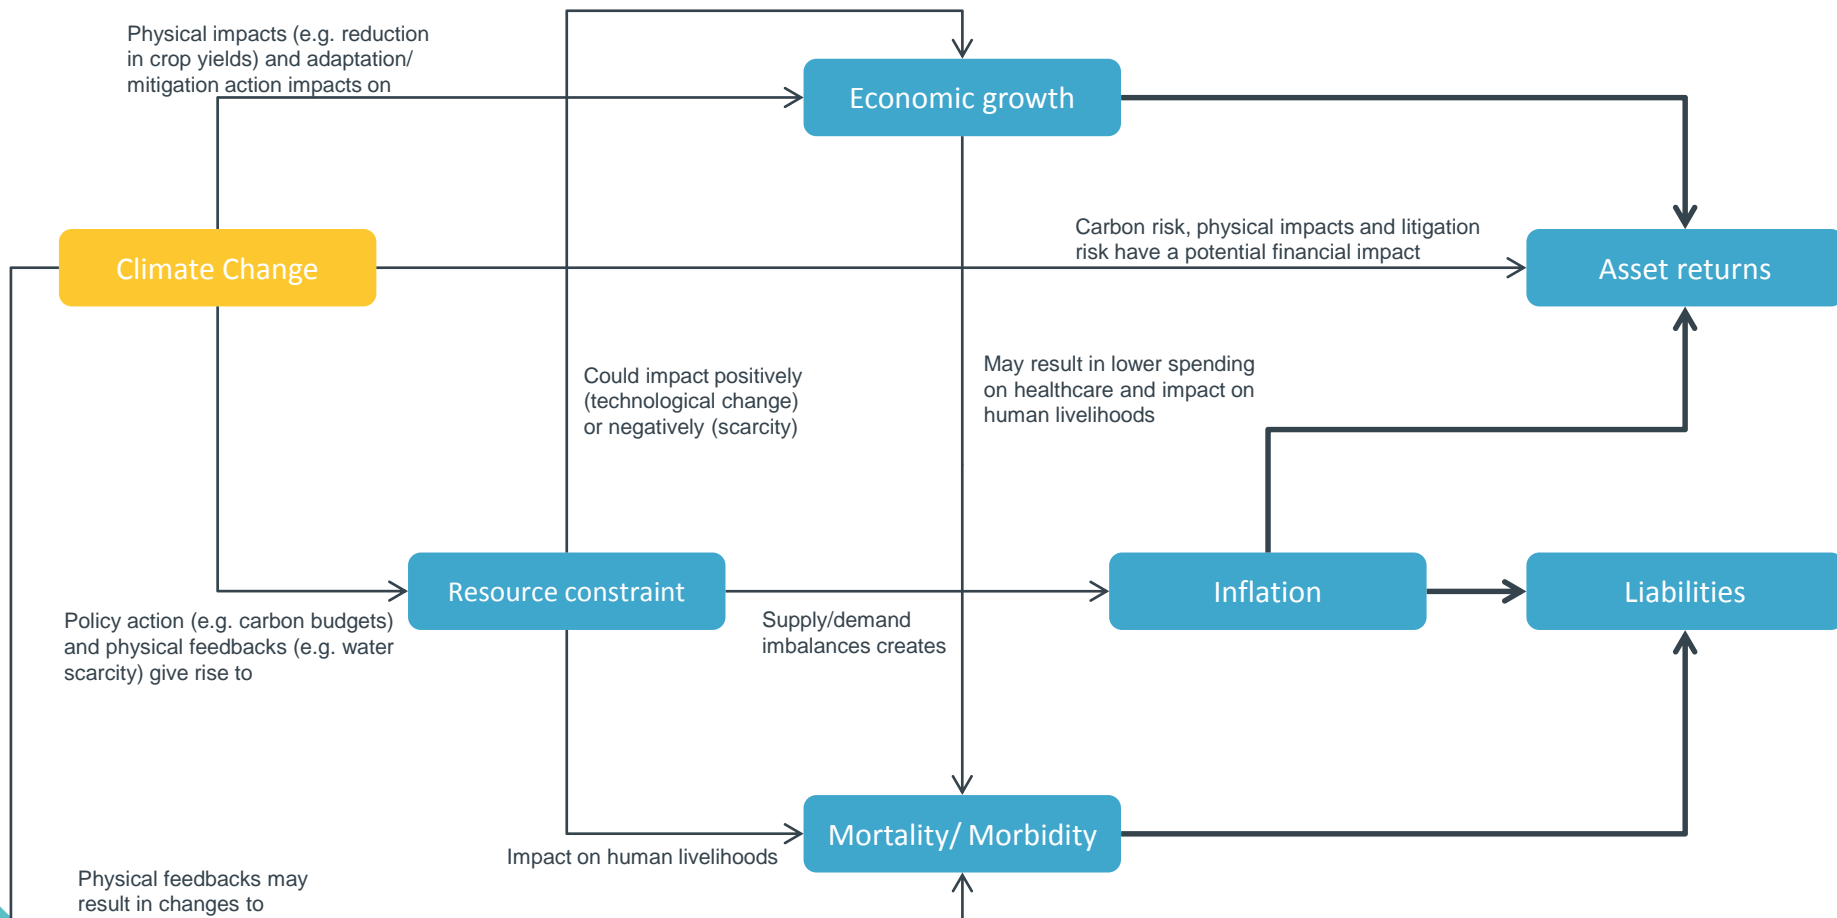 Physical impacts (e.g. reduction
in crop yields) and adaptation/
mitigation action impacts on
Economic growth
Climate Change
Carbon risk, physical impacts and litigation
risk have a potential financial impact
Asset returns
Could impact positively
(technological change)
or negatively (scarcity)
May result in lower spending
on healthcare and impact on
human livelihoods
Resource constraint
Inflation
Liabilities
Policy action (e.g. carbon budgets)
and physical feedbacks (e.g. water
scarcity) give rise to
Supply/demand
imbalances creates
Mortality/ Morbidity
Impact on human livelihoods
Physical feedbacks may
result in changes to